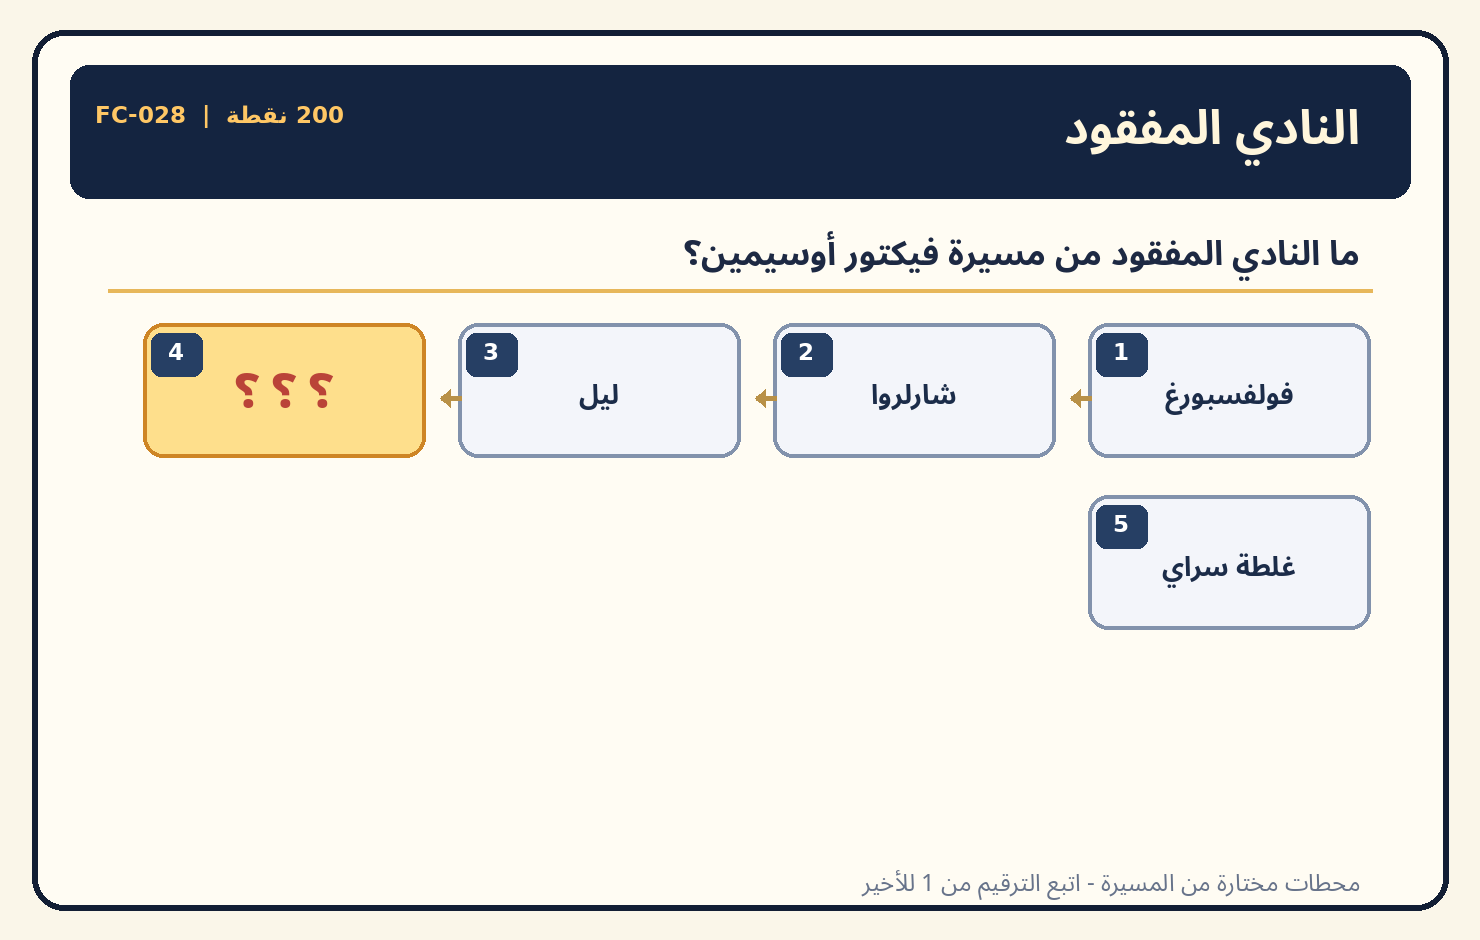 النادي المفقود
200 نقطة | FC-028
ما النادي المفقود من مسيرة فيكتور أوسيمين؟
1
فولفسبورغ
2
شارلروا
3
ليل
4
؟؟؟
5
غلطة سراي
محطات مختارة من المسيرة - اتبع الترقيم من 1 للأخير